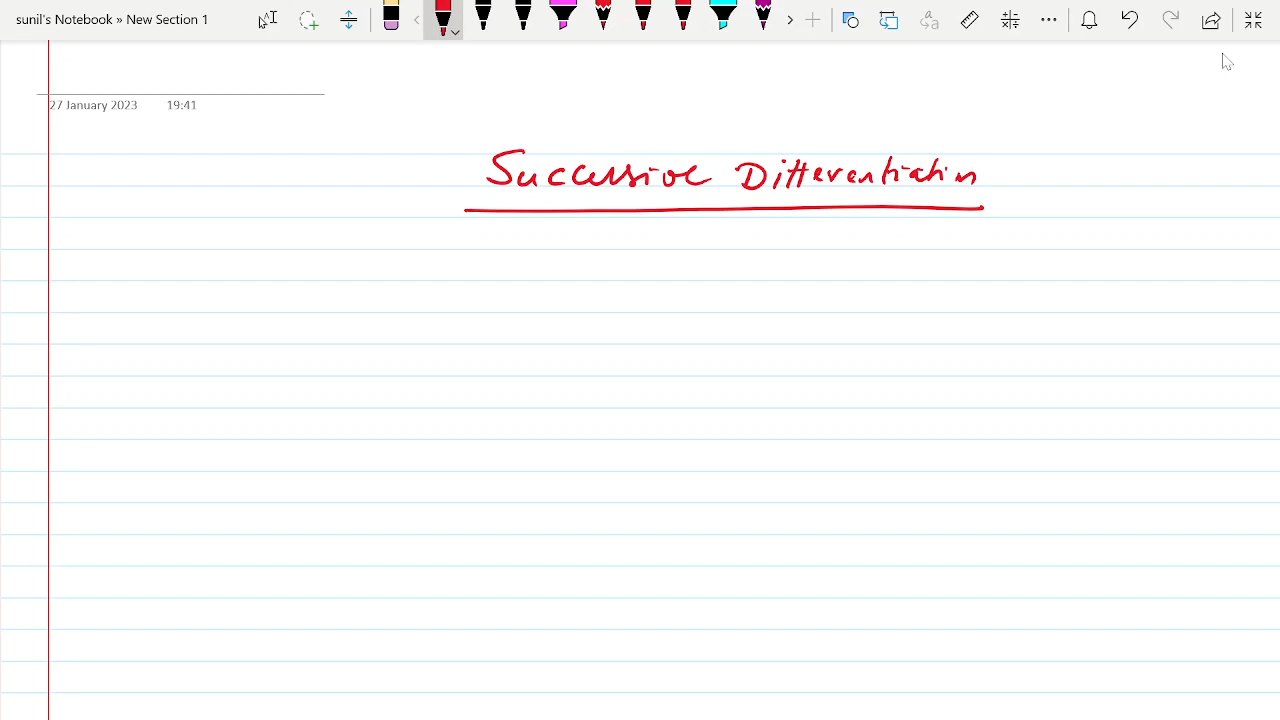 sunil's Notebook » New Section 1
27 January 2023 19:41
Successive Differentiation